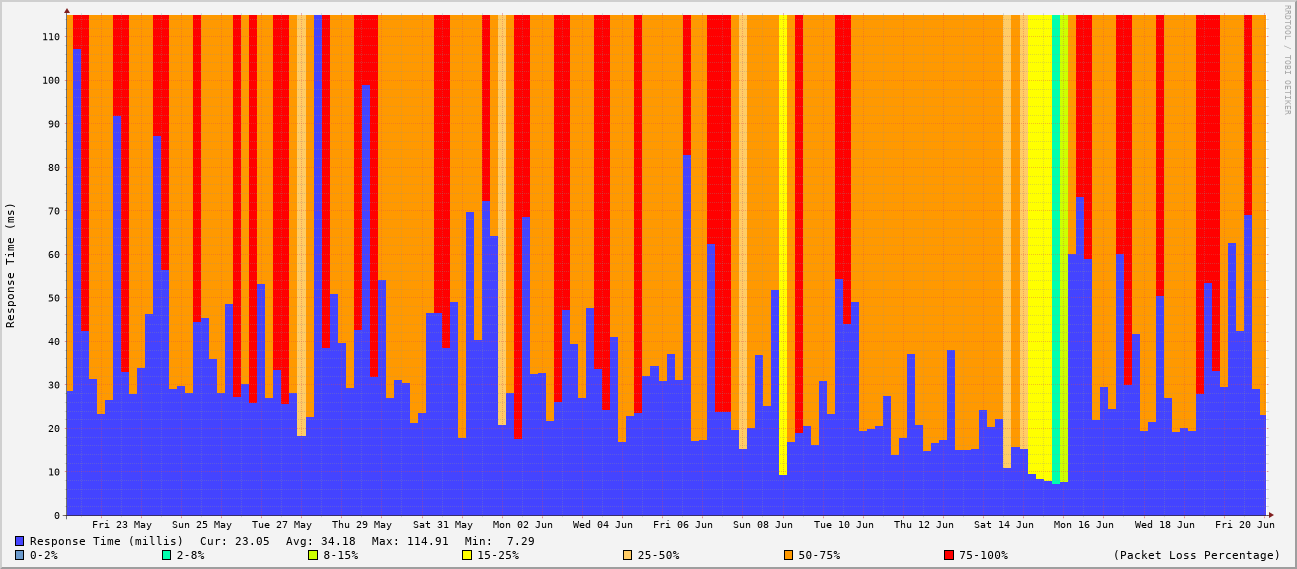 RRDTOOL / TOBI OETIKER
Response Time (ms)
110
100
90
80
70
60
50
40
30
20
10
0
Fri 23 May Sun 25 May Tue 27 May Thu 29 May Sat 31 May Mon 02 Jun Wed 04 Jun Fri 06 Jun Sun 08 Jun Tue 10 Jun Thu 12 Jun Sat 14 Jun Mon 16 Jun Wed 18 Jun Fri 20 Jun
Response Time (millis) Cur: 23.05 Avg: 34.18 Max: 114.91 Min: 7.29
0-2% 2-8% 8-15% 15-25% 25-50% 50-75% 75-100% (Packet Loss Percentage)